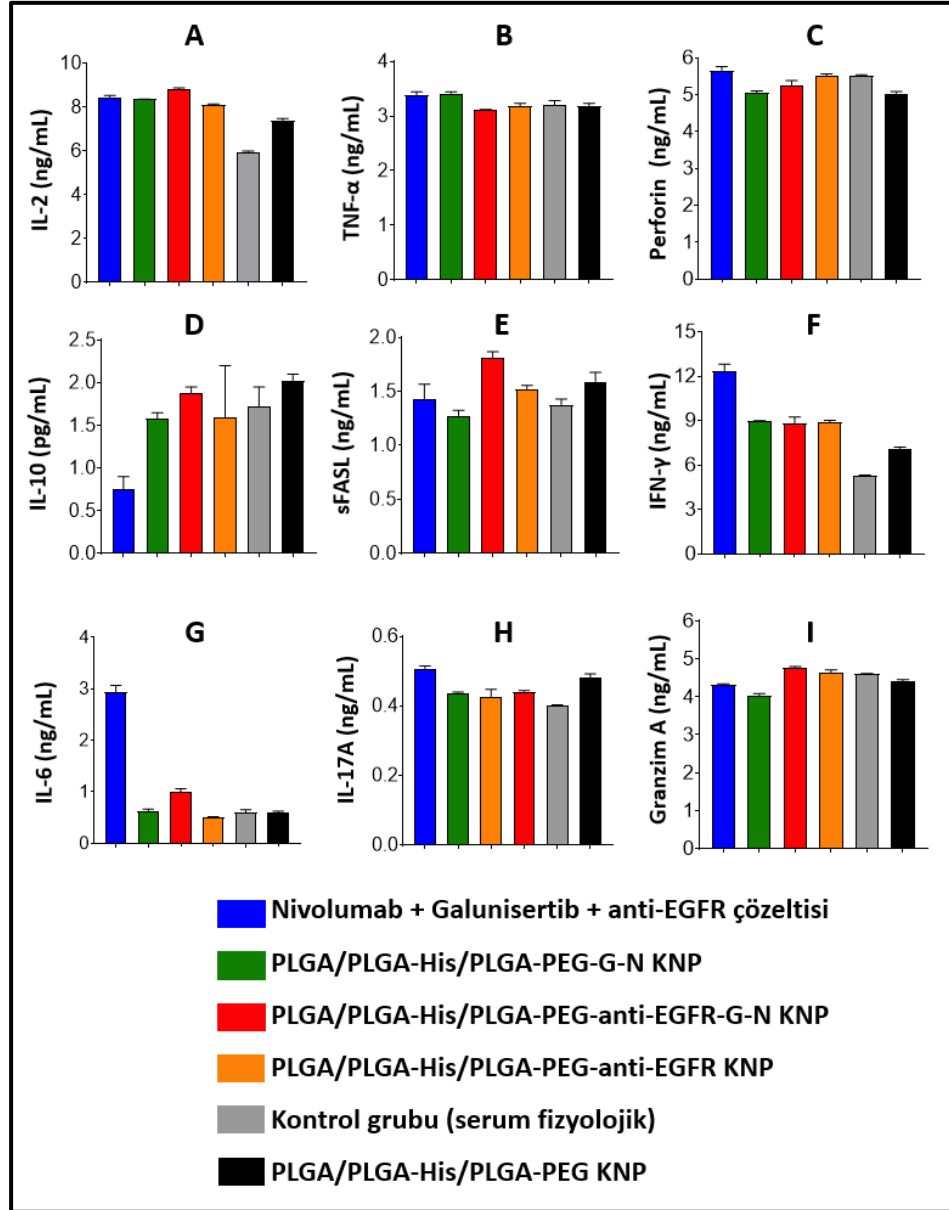 A
B
C
IL-2 (ng/mL)
10
8
6
4
2
0
TNF-α (ng/mL)
4
3
2
1
0
Perforin (ng/mL)
6
5
4
3
2
1
0
D
E
F
IL-10 (pg/mL)
2.5
2.0
1.5
1.0
0.5
0.0
sFASL (ng/mL)
2.0
1.5
1.0
0.5
0.0
IFN-γ (ng/mL)
15
12
9
6
3
0
G
H
I
IL-6 (ng/mL)
4
3
2
1
0
IL-17A (ng/mL)
0.6
0.4
0.2
0.0
Granzim A (ng/mL)
6
5
4
3
2
1
0
Nivolumab + Galunisertib + anti-EGFR çözeltisi
PLGA/PLGA-His/PLGA-PEG-G-N KNP
PLGA/PLGA-His/PLGA-PEG-anti-EGFR-G-N KNP
PLGA/PLGA-His/PLGA-PEG-anti-EGFR KNP
Kontrol grubu (serum fizyolojik)
PLGA/PLGA-His/PLGA-PEG KNP